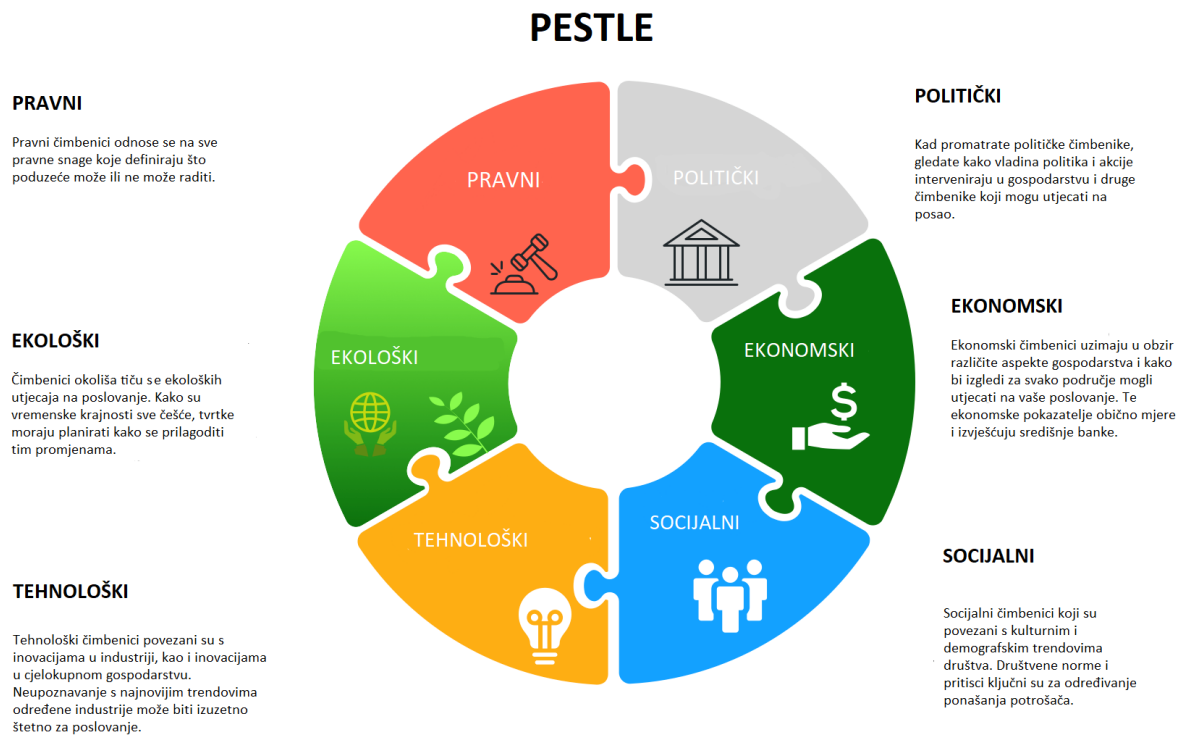 PESTLE
PRAVNI
Pravni čimbenici odnose se na sve
pravne snage koje definiraju što
poduzeće može ili ne može raditi.
EKOLOŠKI
Čimbenici okoliša tiču se ekoloških
utjecaja na poslovanje. Kako su
vremenske krajnosti sve češće, tvrtke
moraju planirati kako se prilagoditi
tim promjenama.
TEHNOLOŠKI
Tehnološki čimbenici povezani su s
inovacijama u industriji, kao i inovacijama
u cjelokupnom gospodarstvu.
Neupoznavanje s najnovijim trendovima
određene industrije može biti izuzetno
štetno za poslovanje.
PRAVNI
POLITIČKI
EKOLOŠKI
EKONOMSKI
TEHNOLOŠKI
SOCIJALNI
POLITIČKI
Kad promatrate političke čimbenike,
gledate kako vladina politika i akcije
interveniraju u gospodarstvu i druge
čimbenike koji mogu utjecati na
posao.
EKONOMSKI
Ekonomski čimbenici uzimaju u obzir
različite aspekte gospodarstva i kako
bi izgledi za svako područje mogli
utjecati na vaše poslovanje. Te
ekonomske pokazatelje obično mjere
i izvješćuju središnje banke.
SOCIJALNI
Socijalni čimbenici koji su
povezani s kulturnim i
demografskim trendovima
društva. Društvene norme i
pritisci ključni su za određivanje
ponašanja potrošača.